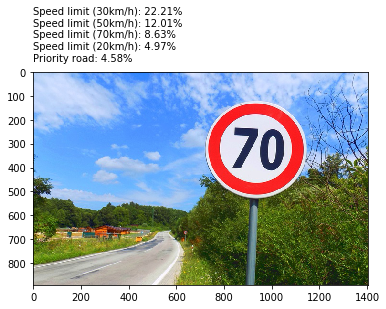 Speed limit (30km/h): 22.21%
Speed limit (50km/h): 12.01%
Speed limit (70km/h): 8.63%
Speed limit (20km/h): 4.97%
Priority road: 4.58%
0
100
200
300
400
500
600
700
800
70
0 200 400 600 800 1000 1200 1400